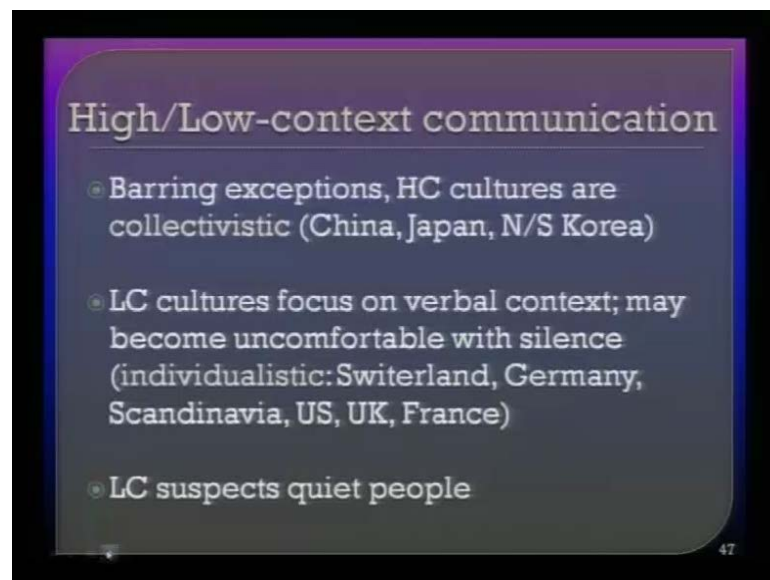 High/Low-context communication
Barring exceptions, HC cultures are
collectivistic (China, Japan, N/S Korea)
LC cultures focus on verbal context; may
become uncomfortable with silence
(individualistic: Switerland, Germany,
Scandinavia, US, UK, France)
LC suspects quiet people
47